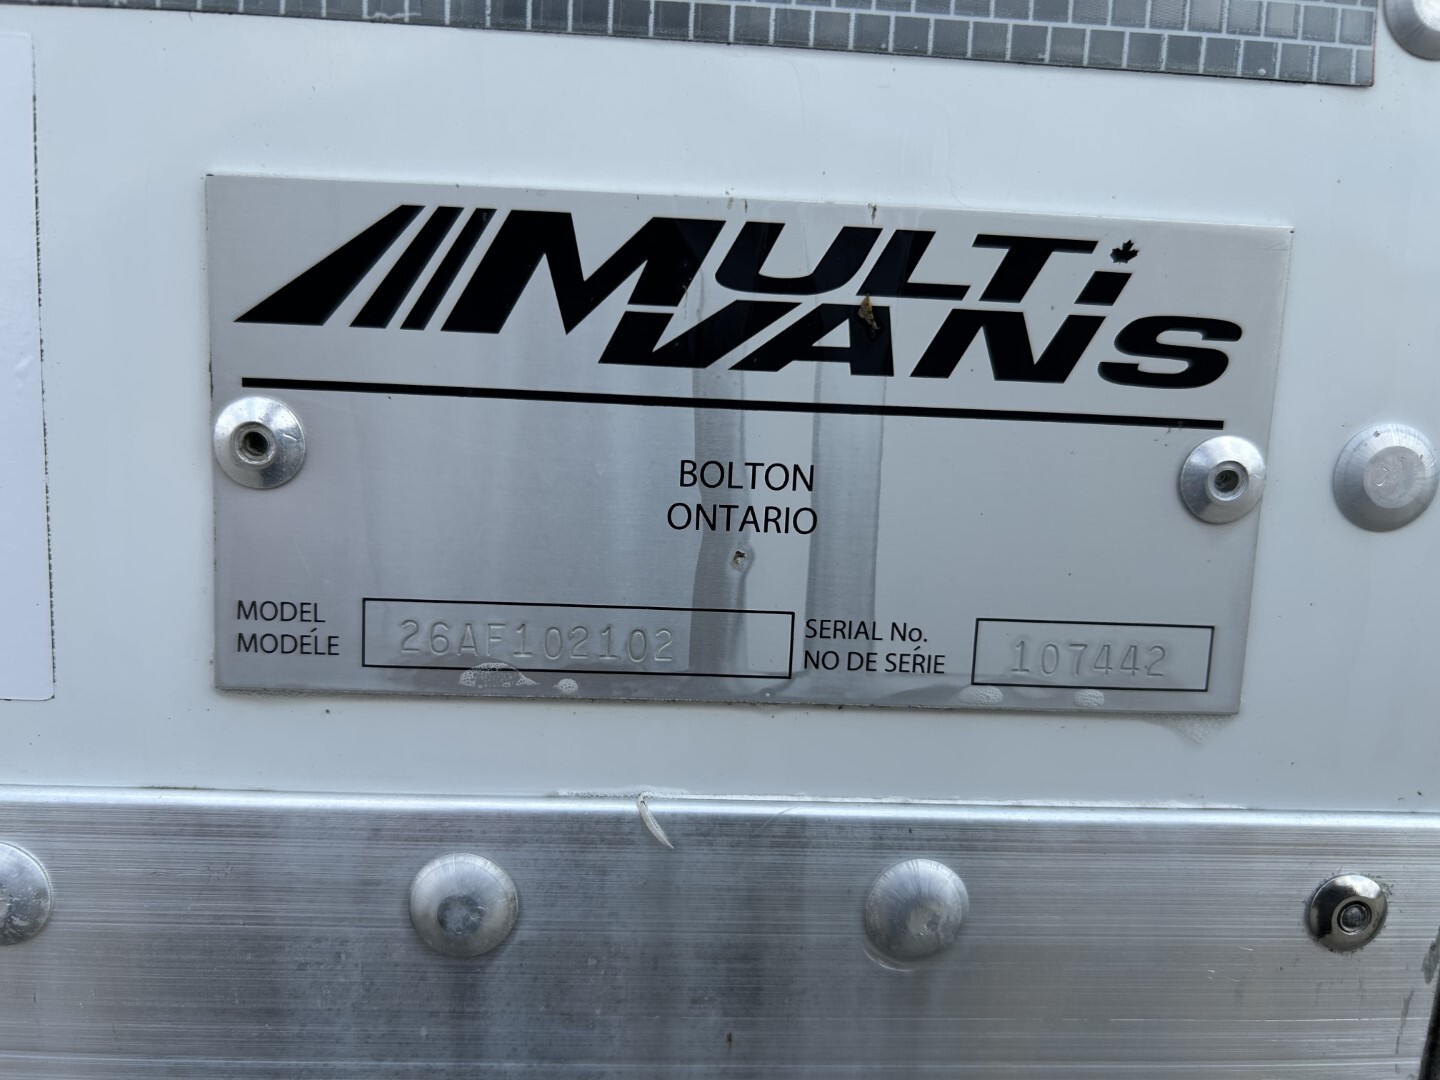 MULTi
VANS
BOLTON
ONTARIO
MODEL
MODÉLE
26AF102102
SERIAL No.
NO DE SÉRIE
107442